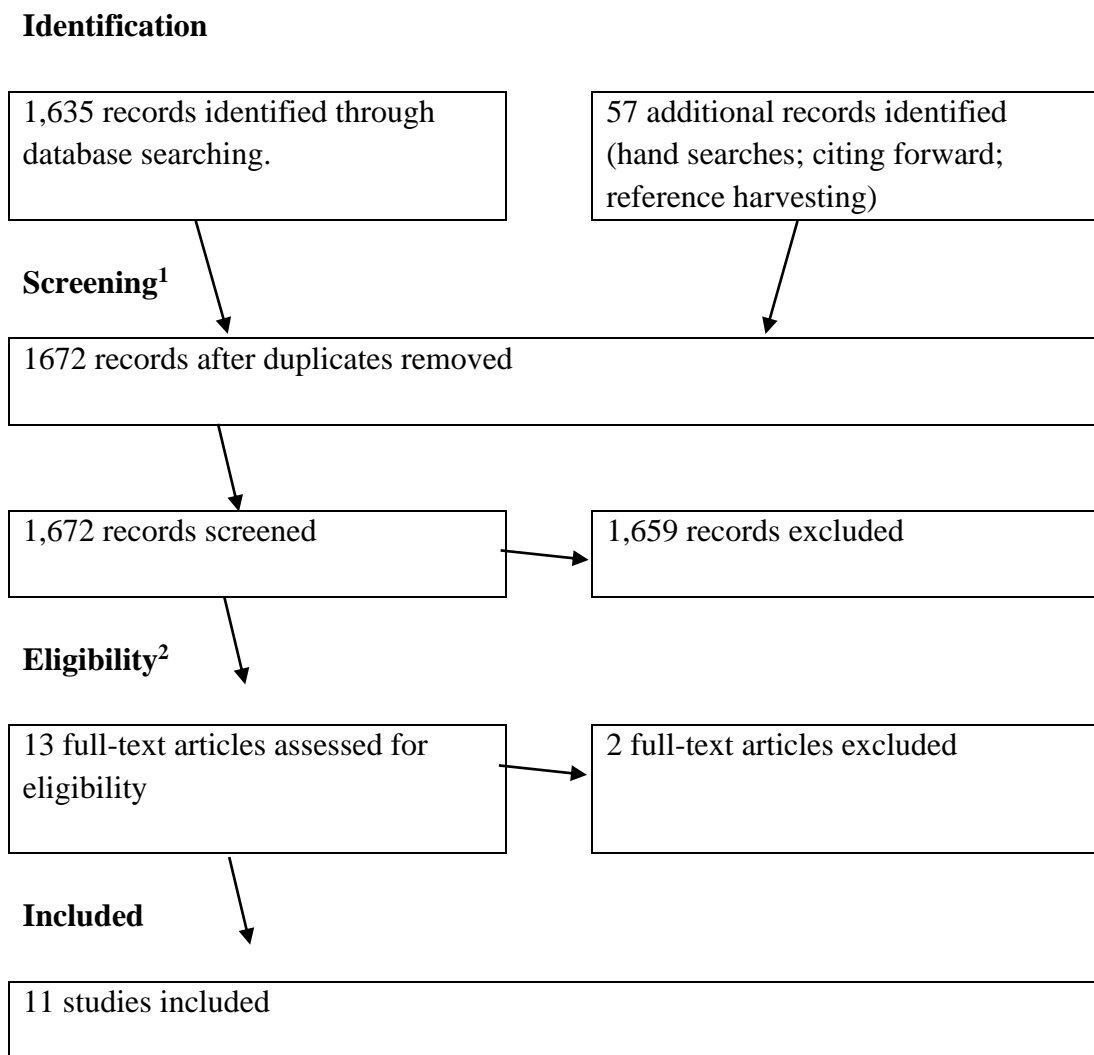 Identification
1,635 records identified through
database searching.
57 additional records identified
(hand searches; citing forward;
reference harvesting)
Screening¹
1672 records after duplicates removed
1,672 records screened
1,659 records excluded
Eligibility²
13 full-text articles assessed for
eligibility
2 full-text articles excluded
Included
11 studies included